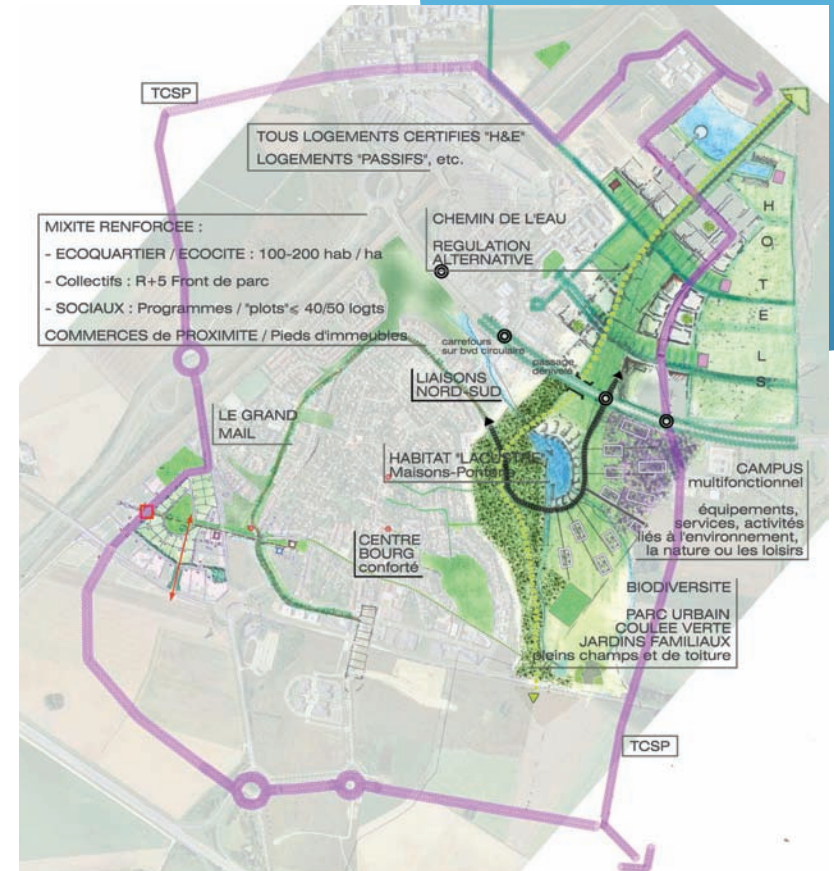 TCSP
TOUS LOGEMENTS CERTIFIES "H&E"
LOGEMENTS "PASSIFS", etc.
MIXITE RENFORCEE :
- ECOQUARTIER / ECOCITE : 100-200 hab / ha
- Collectifs : R+5 Front de parc
- SOCIAUX : Programmes / "plots"⩽ 40/50 logts
COMMERCES de PROXIMITE / Pieds d'immeubles
CHEMIN DE L'EAU
REGULATION
ALTERNATIVE
HOTELS
carrefours
sur bvd circulaire
passage
dénivelé
LIAISONS
NORD-SUD
LE GRAND
MAIL
HABITAT "LACUSTRE"
Maisons-Pontons
CENTRE
BOURG
conforté
CAMPUS
multifonctionnel
équipements,
services, activités
liés à l'environnement,
la nature ou les loisirs
BIODIVERSITE
PARC URBAIN
COULEE VERTE
JARDINS FAMILIAUX
pleins champs et de toiture
TCSP